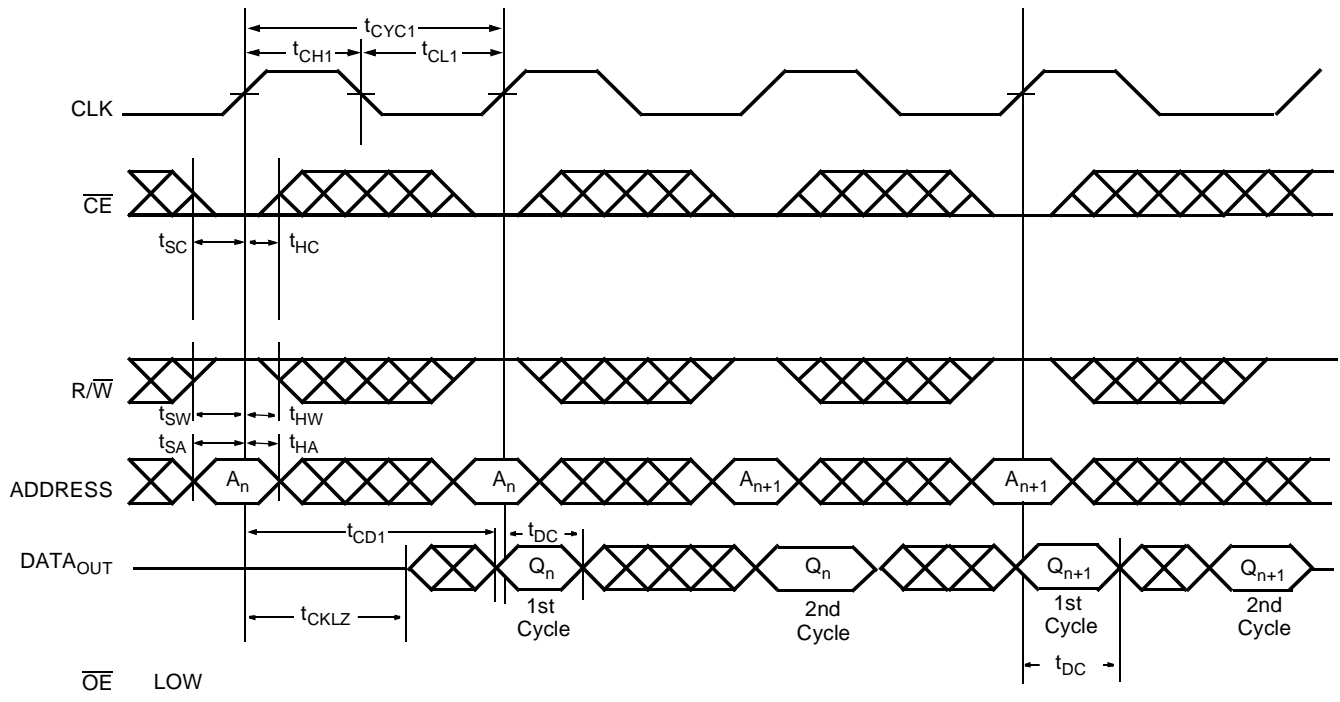 tCYC1
tCH1
tCL1
CLK
CE
tSC
tHC
R/W
tSW
tHW
tSA
tHA
ADDRESS
An
An
An+1
An+1
tCD1
tDC
DATAOUT
Qn
Qn
Qn+1
Qn+1
tCKLZ
1st
Cycle
2nd
Cycle
1st
Cycle
2nd
Cycle
tDC
OE LOW